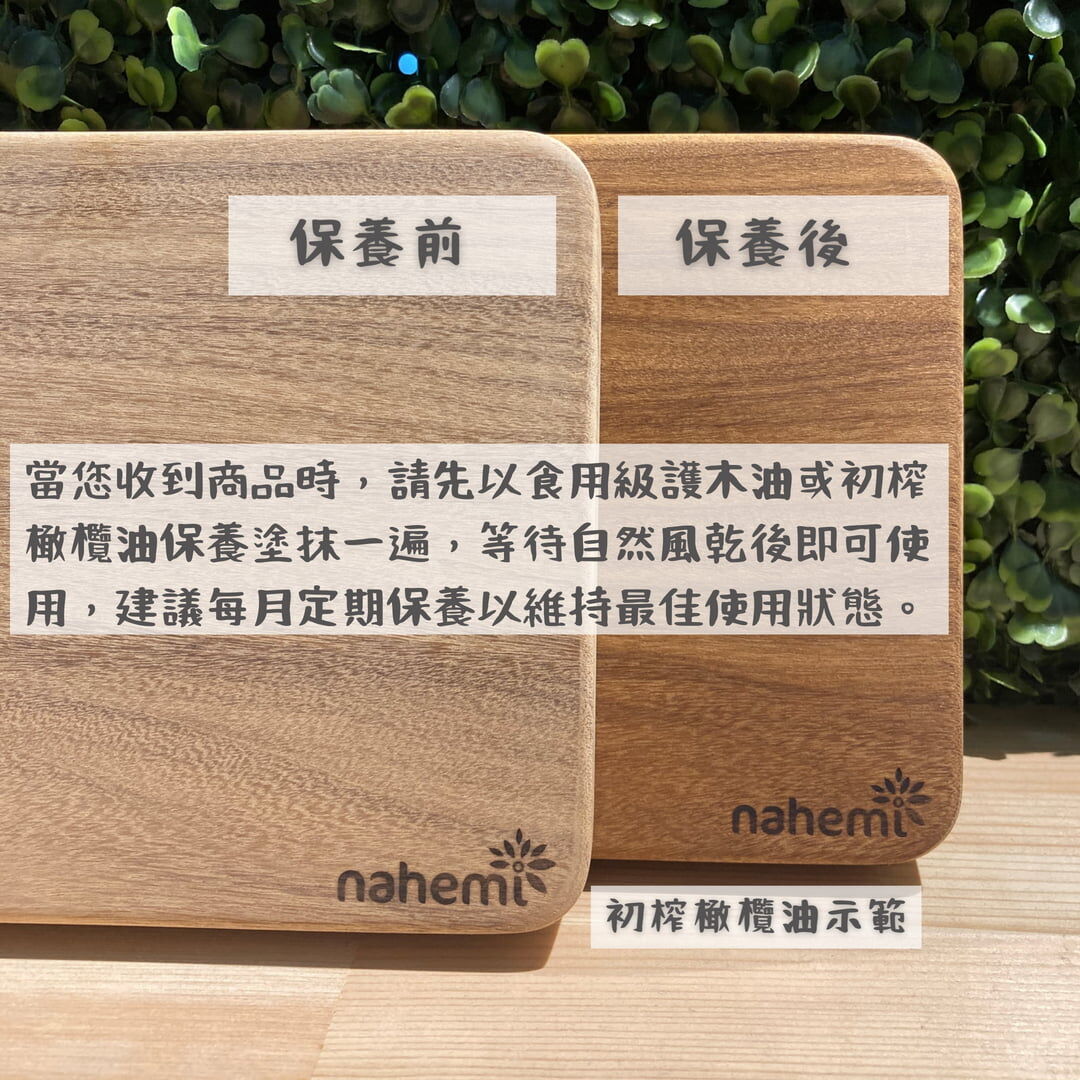 保養前
保養後
當您收到商品時，請先以食用級護木油或初榨
橄欖油保養塗抹一遍，等待自然風乾後即可使
用，建議每月定期保養以維持最佳使用狀態。
nahemi
nahemi
初榨橄欖油示範